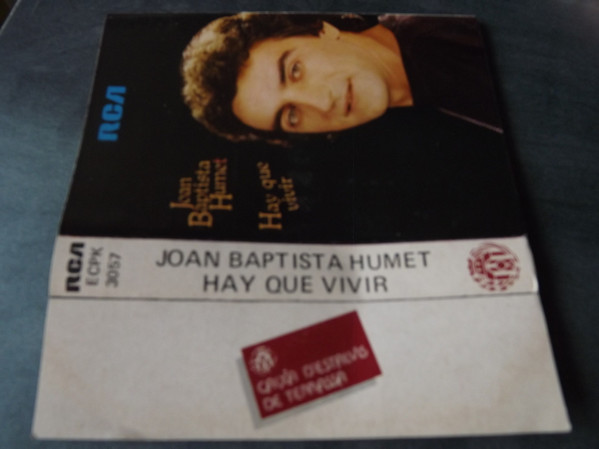 RCA
Joan
Baptista
Humet
Hay que
vivir
RCA
ECPK
3057
JOAN BAPTISTA HUMET
HAY QUE VIVIR
CAIXA D'ESTALVIS
DE TERRASSA